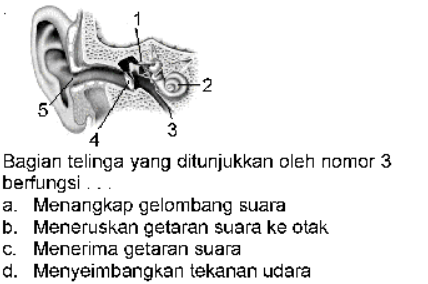 1
2
5
4
3
Bagian telinga yang ditunjukkan oleh nomor 3
berfungsi . . .
a. Menangkap gelombang suara
b. Meneruskan getaran suara ke otak
c. Menerima getaran suara
d. Menyeimbangkan tekanan udara